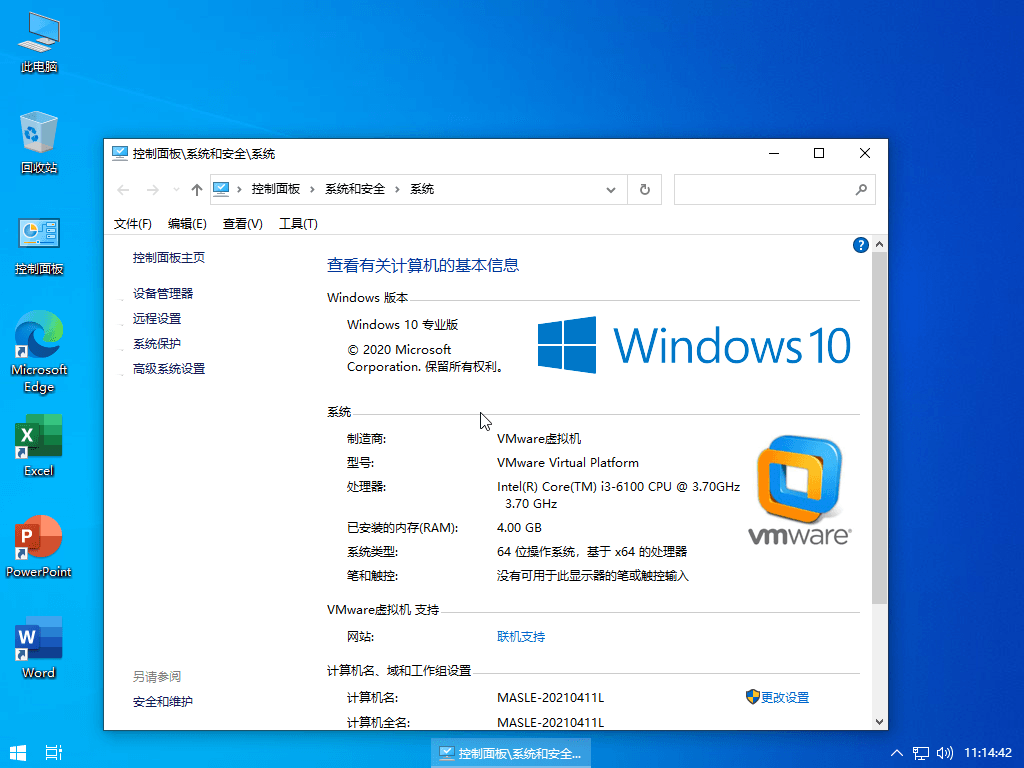 此电脑
回收站
控制面板
Microsoft
Edge
Excel
PowerPoint
Word
控制面板\系统和安全\系统
控制面板 › 系统和安全 › 系统
文件(F) 编辑(E) 查看(V) 工具(T)
控制面板主页
设备管理器
远程设置
系统保护
高级系统设置
另请参阅
安全和维护
?
查看有关计算机的基本信息
Windows 版本
Windows 10 专业版
© 2020 Microsoft
Corporation. 保留所有权利。
Windows 10
系统
制造商: VMware虚拟机
型号: VMware Virtual Platform
处理器: Intel(R) Core(TM) i3-6100 CPU @ 3.70GHz
3.70 GHz
已安装的内存(RAM): 4.00 GB
系统类型: 64 位操作系统，基于 x64 的处理器
笔和触控: 没有可用于此显示器的笔或触控输入
vmware®
VMware虚拟机 支持
网站: 联机支持
计算机名、域和工作组设置
计算机名: MASLE-20210411L 更改设置
计算机全名: MASLE-20210411L
控制面板\系统和安全...
11:14:42